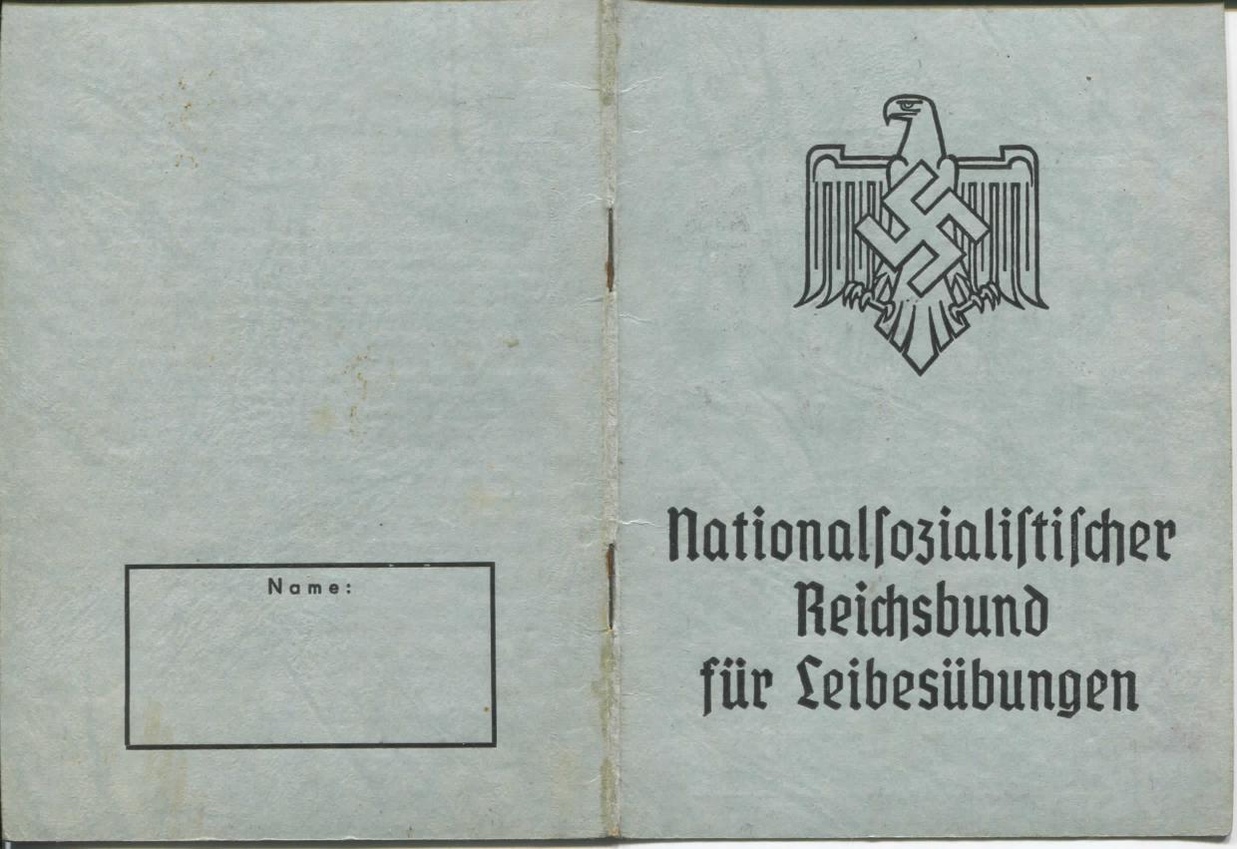 Name:
Nationalſozialiſtiſcher
Reichsbund
für Leibesübungen